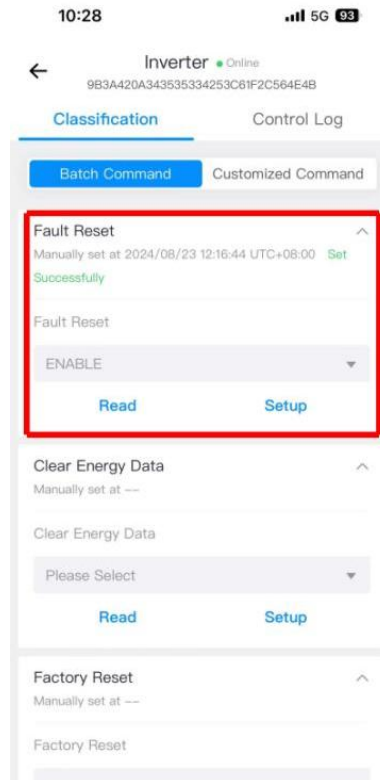 10:28
5G 93
Inverter Online
9B3A420A343535334253C61F2C564E4B
Classification Control Log
Batch Command Customized Command
Fault Reset
Manually set at 2024/08/23 12:16:44 UTC+08:00 Set
Successfully
Fault Reset
ENABLE
Read Setup
Clear Energy Data
Manually set at --
Clear Energy Data
Please Select
Read Setup
Factory Reset
Manually set at --
Factory Reset